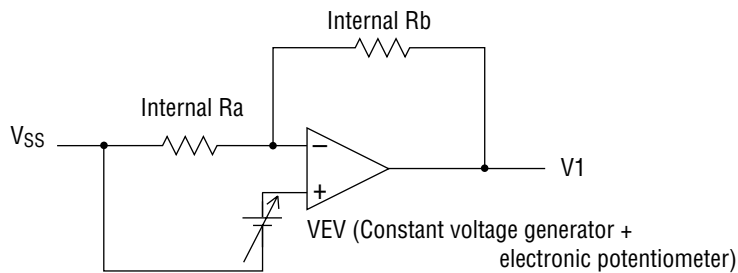 Internal Rb
Internal Ra
VSS
−
+
V1
VEV (Constant voltage generator +
electronic potentiometer)